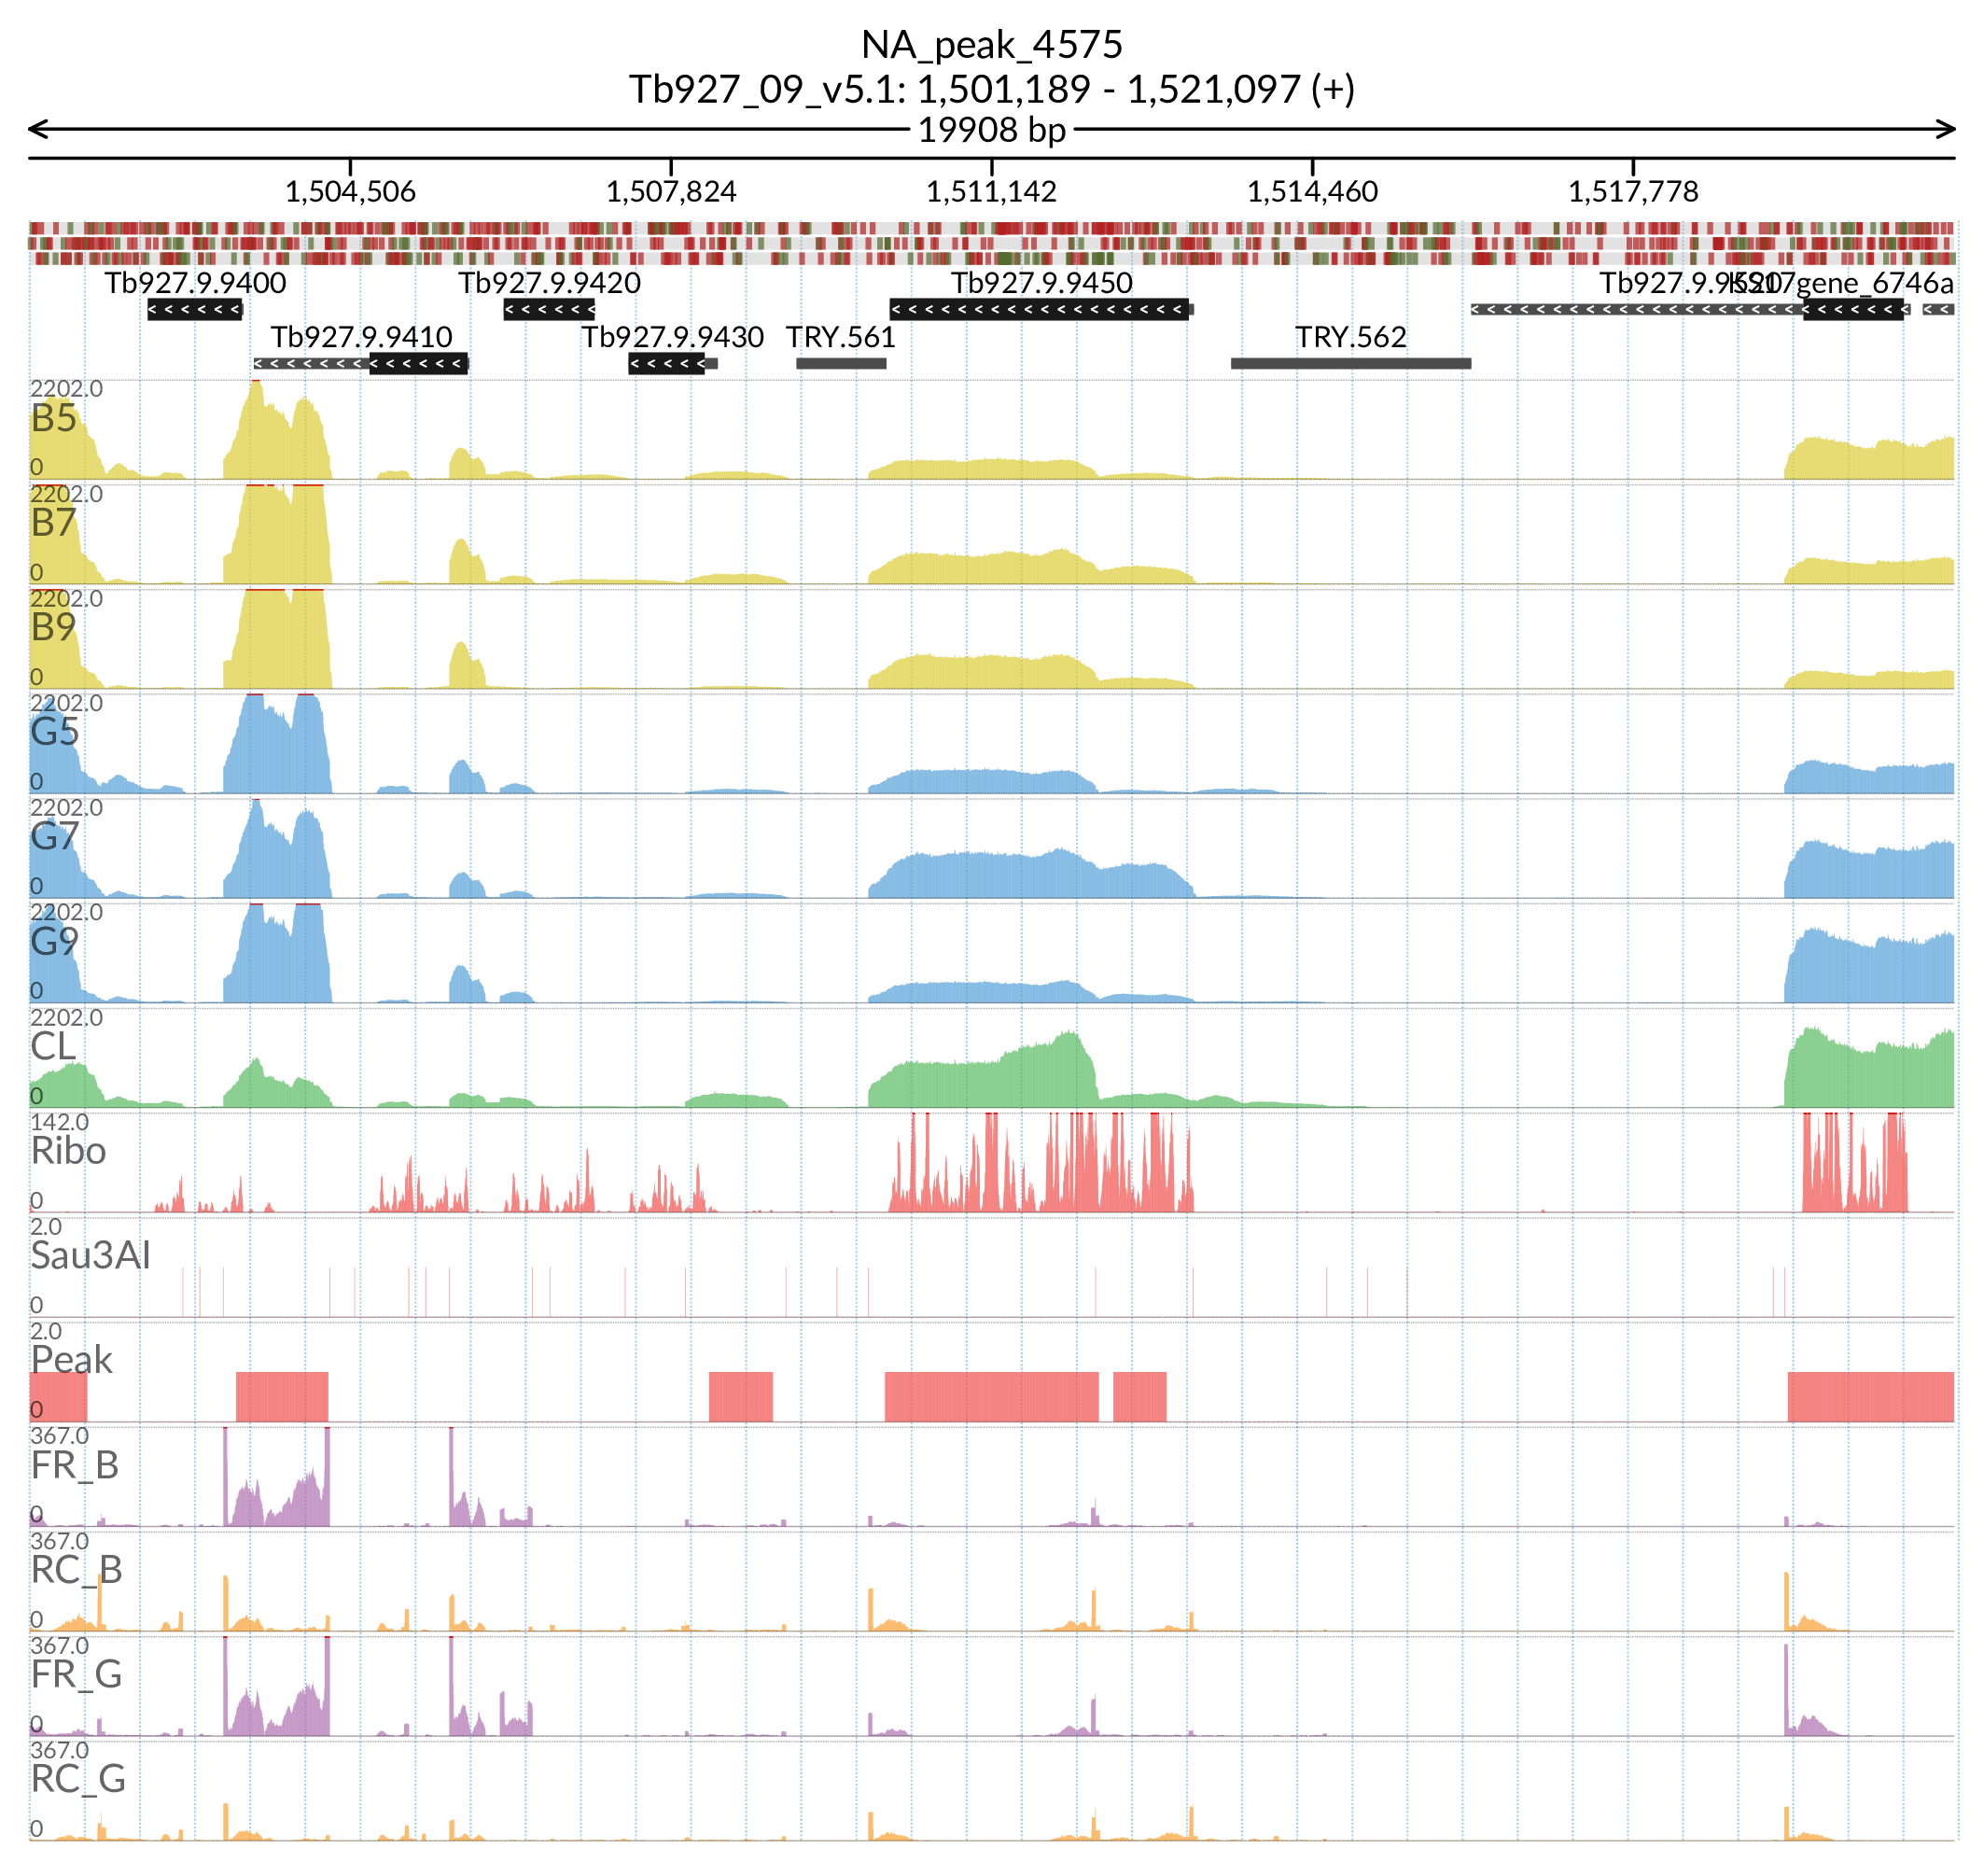 NA_peak_4575
Tb927_09_v5.1: 1,501,189 - 1,521,097 (+)
19908 bp
1,504,506 1,507,824 1,511,142 1,514,460 1,517,778
Tb927.9.9400 Tb927.9.9420 Tb927.9.9450 KS17gene_6746a
Tb927.9.9410 Tb927.9.9430 TRY.561 TRY.562
2202.0
B5
0
2202.0
B7
0
2202.0
B9
0
2202.0
G5
0
2202.0
G7
0
2202.0
G9
0
2202.0
CL
0
142.0
Ribo
0
2.0
Sau3AI
0
2.0
Peak
0
367.0
FR_B
0
367.0
RC_B
0
367.0
FR_G
0
367.0
RC_G
0